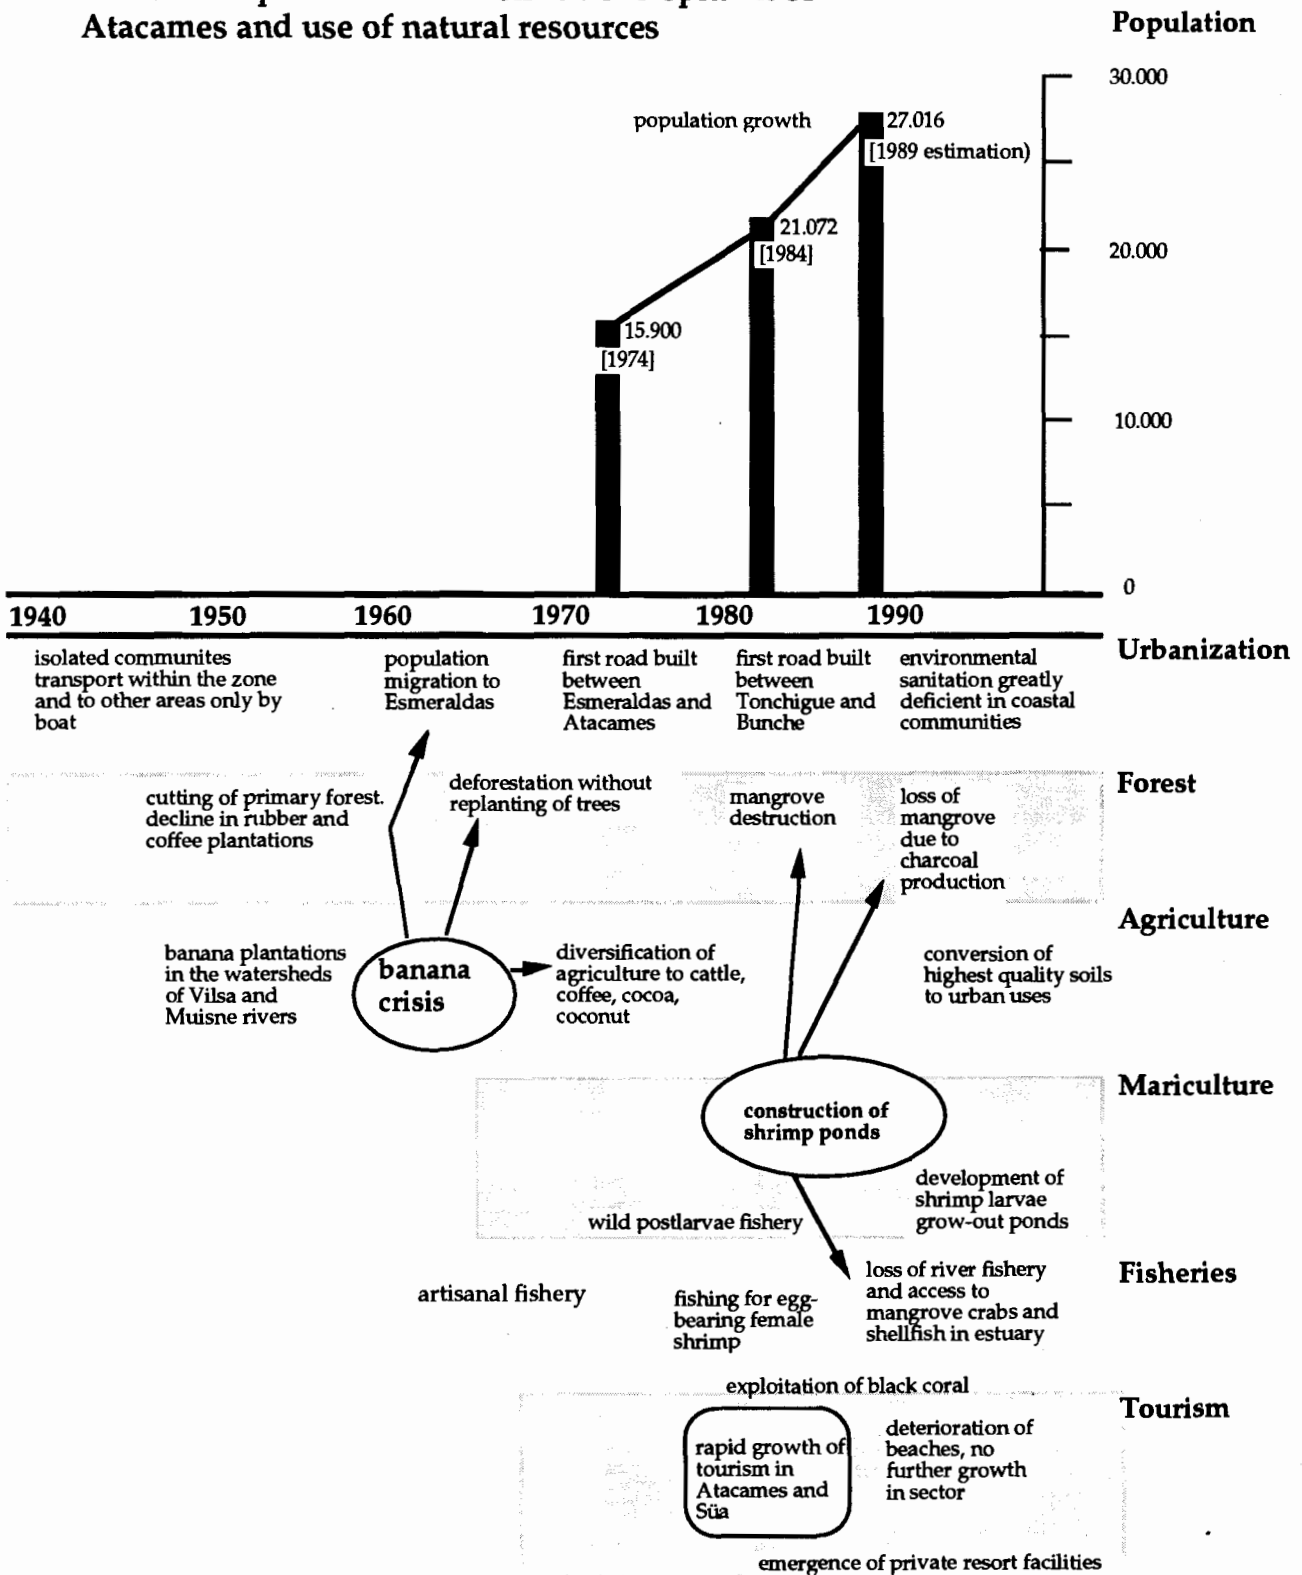 Atacames and use of natural resources
Population
30.000
population growth
27.016
[1989 estimation)
21.072
[1984]
20.000
15.900
[1974]
10.000
0
1940 1950 1960 1970 1980 1990
Urbanization
isolated communites
transport within the zone
and to other areas only by
boat
population
migration to
Esmeraldas
first road built
between
Esmeraldas and
Atacames
first road built
between
Tonchigue and
Bunche
environmental
sanitation greatly
deficient in coastal
communities
Forest
cutting of primary forest.
decline in rubber and
coffee plantations
deforestation without
replanting of trees
mangrove
destruction
loss of
mangrove
due to
charcoal
production
Agriculture
banana plantations
in the watersheds
of Vilsa and
Muisne rivers
banana
crisis
diversification of
agriculture to cattle,
coffee, cocoa,
coconut
conversion of
highest quality soils
to urban uses
Mariculture
construction of
shrimp ponds
wild postlarvae fishery
development of
shrimp larvae
grow-out ponds
Fisheries
artisanal fishery
fishing for egg-
bearing female
shrimp
loss of river fishery
and access to
mangrove crabs and
shellfish in estuary
exploitation of black coral
Tourism
rapid growth of
tourism in
Atacames and
Süa
deterioration of
beaches, no
further growth
in sector
emergence of private resort facilities